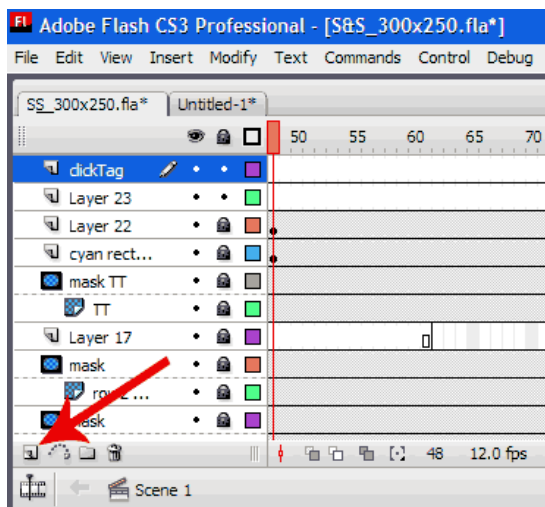 Fl Adobe Flash CS3 Professional - [S&S_300x250.fla*]
File Edit View Insert Modify Text Commands Control Debug
SS_300x250.fla* Untitled-1*
50 55 60 65 70
clickTag
Layer 23
Layer 22
cyan rect...
mask TT
TT
Layer 17
mask
mask
48 12.0 fps
Scene 1